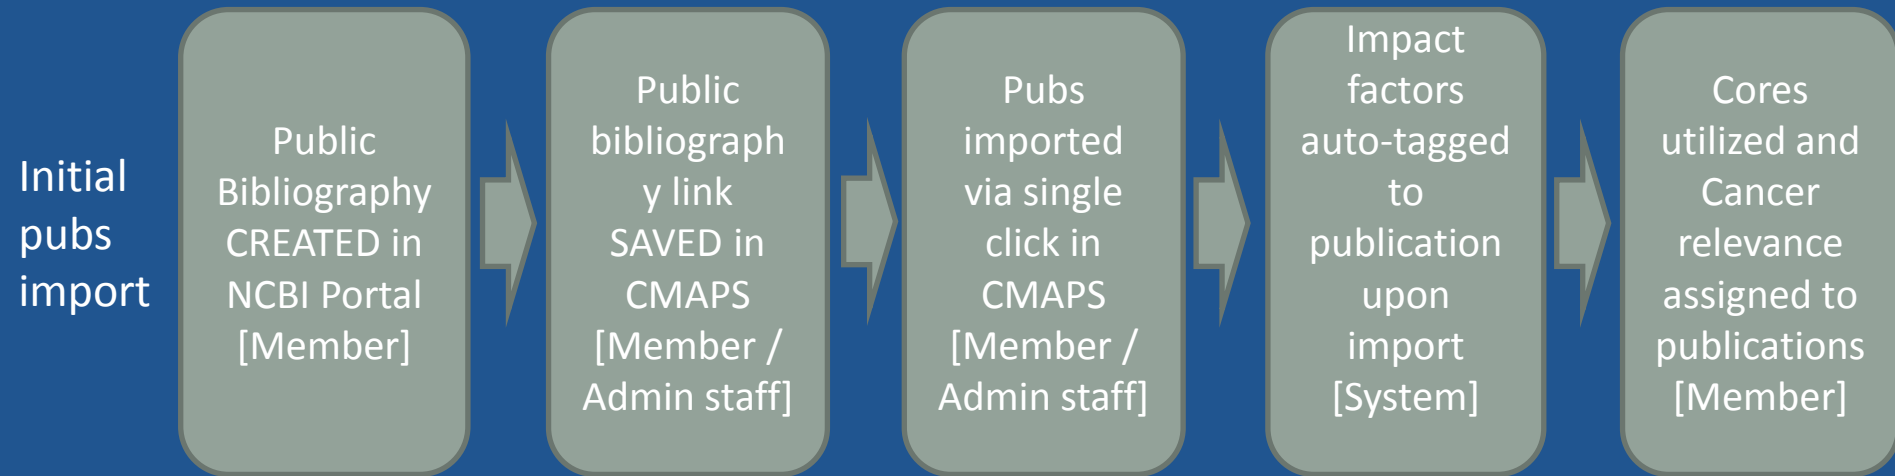 Initial
pubs
import
Public
Bibliography
CREATED in
NCBI Portal
[Member]
Public
bibliograph
y link
SAVED in
CMAPS
[Member /
Admin staff]
Pubs
imported
via single
click in
CMAPS
[Member /
Admin staff]
Impact
factors
auto-tagged
to
publication
upon
import
[System]
Cores
utilized and
Cancer
relevance
assigned to
publications
[Member]